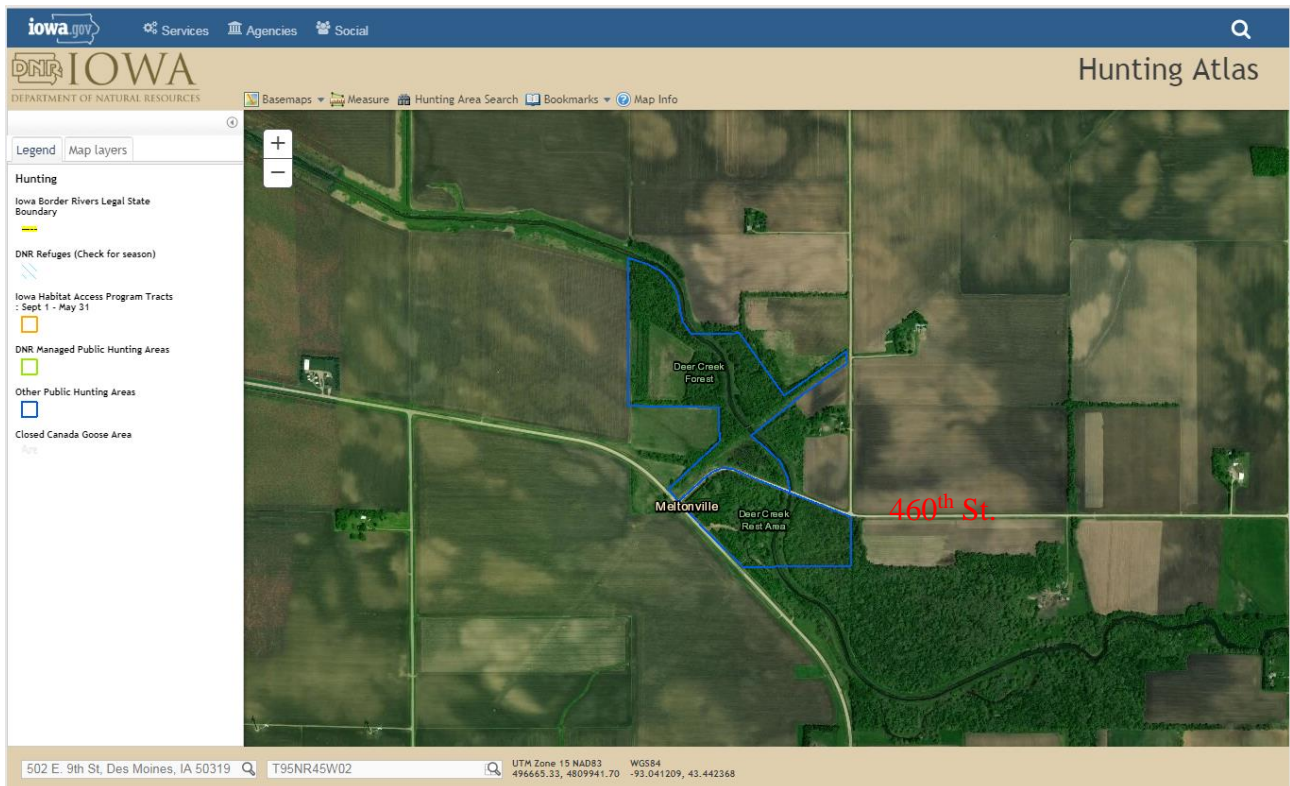 iowa.gov
Services
Agencies
Social
DNR IOWA
DEPARTMENT OF NATURAL RESOURCES
Hunting Atlas
Basemaps
Measure
Hunting Area Search
Bookmarks
Map Info
Legend
Map layers
Hunting
Iowa Border Rivers Legal State
Boundary
DNR Refuges (Check for season)
Iowa Habitat Access Program Tracts
: Sept 1 - May 31
DNR Managed Public Hunting Areas
Other Public Hunting Areas
Closed Canada Goose Area
+
−
Deer Creek
Forest
Meltonville
Deer Creek
Rest Area
460th St.
502 E. 9th St, Des Moines, IA 50319
T95NR45W02
UTM Zone 15 NAD83
496665.33, 4809941.70
WGS84
-93.041209, 43.442368